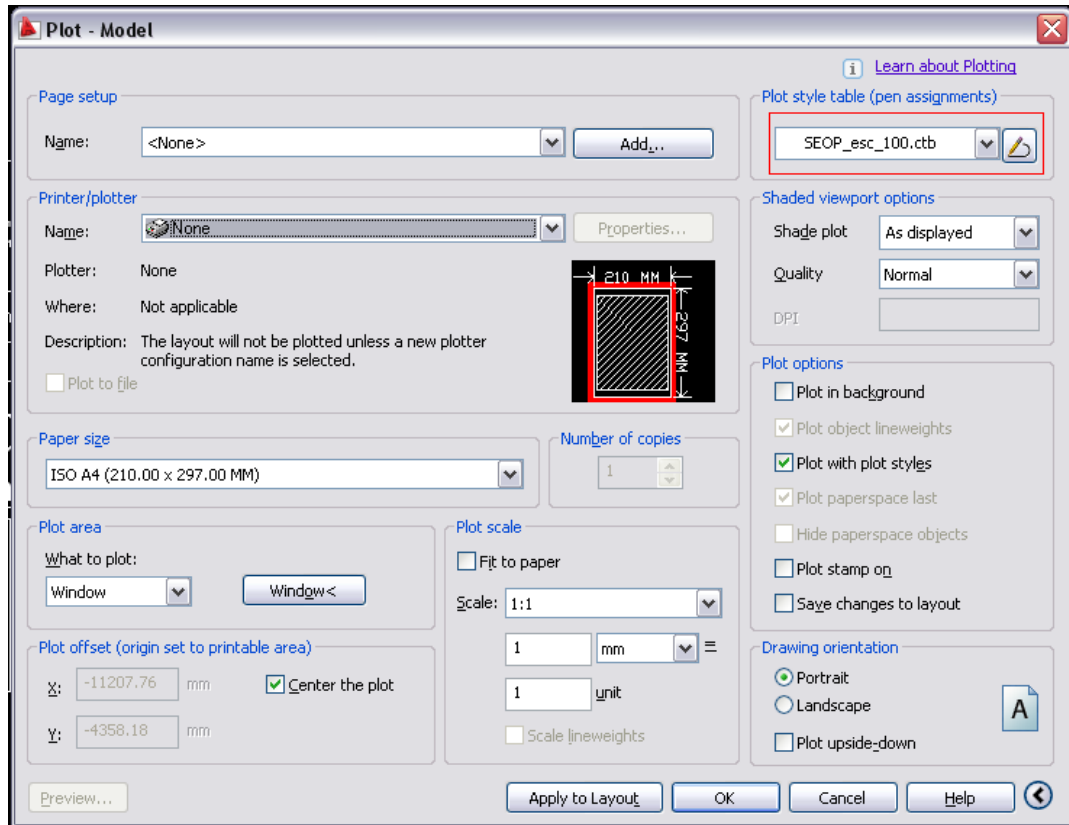 Plot - Model
Learn about Plotting
Page setup
Name:
<None>
Add...
Plot style table (pen assignments)
SEOP_esc_100.ctb
Printer/plotter
Name:
None
Properties...
Plotter:
None
Where:
Not applicable
Description:
The layout will not be plotted unless a new plotter
configuration name is selected.
Plot to file
210 MM
297 MM
Shaded viewport options
Shade plot
As displayed
Quality
Normal
DPI
Paper size
ISO A4 (210.00 x 297.00 MM)
Number of copies
1
Plot options
Plot in background
Plot object lineweights
Plot with plot styles
Plot paperspace last
Hide paperspace objects
Plot stamp on
Save changes to layout
Plot area
What to plot:
Window
Window<
Plot scale
Fit to paper
Scale:
1:1
1
mm
=
1
unit
Scale lineweights
Plot offset (origin set to printable area)
X:
-11207.76
mm
Center the plot
Y:
-4358.18
mm
Drawing orientation
Portrait
Landscape
Plot upside-down
A
Preview...
Apply to Layout
OK
Cancel
Help